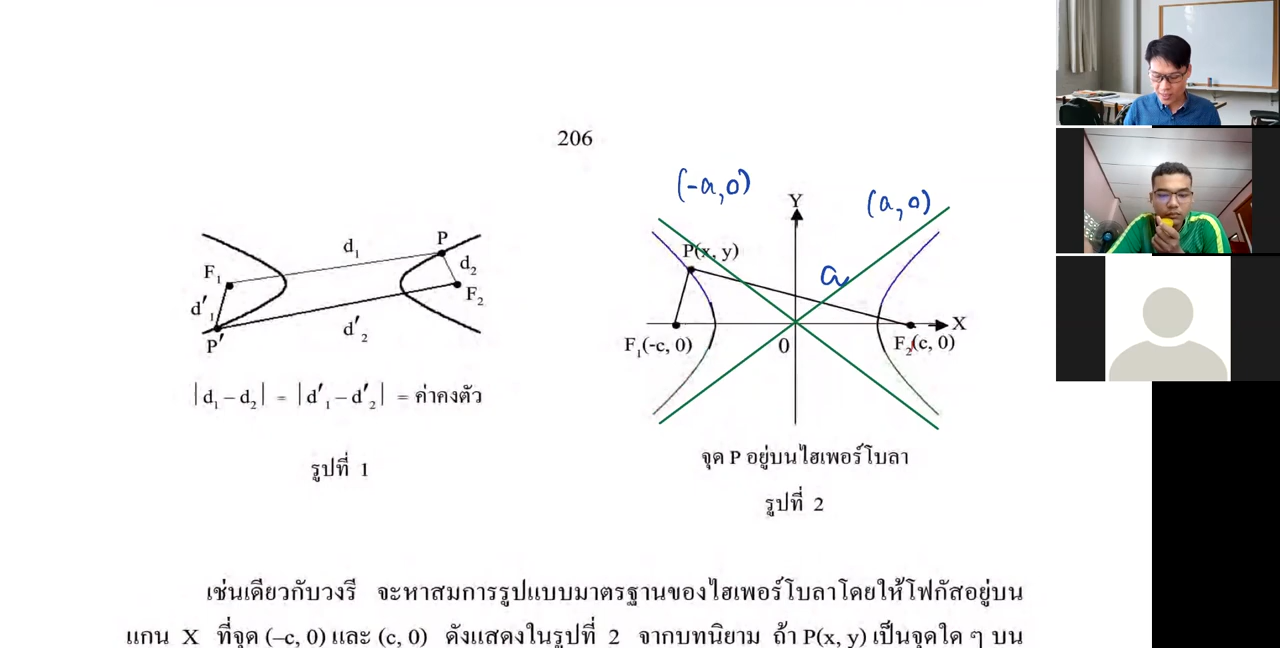 206
(-a,0)
(a,0)
Y
P
d₁
P(x, y)
d₂
a
F₁
F₂
d′₁
X
d′₂
P′
F₁(-c, 0)
0
F₂(c, 0)
|d₁ – d₂| = |d′₁ – d′₂| = ค่าคงตัว
จุด P อยู่บนไฮเพอร์โบลา
รูปที่ 1
รูปที่ 2
เช่นเดียวกับวงรี จะหาสมการรูปแบบมาตรฐานของไฮเพอร์โบลาโดยให้โฟกัสอยู่บน
แกน X ที่จุด (–c, 0) และ (c, 0) ดังแสดงในรูปที่ 2 จากบทนิยาม ถ้า P(x, y) เป็นจุดใด ๆ บน